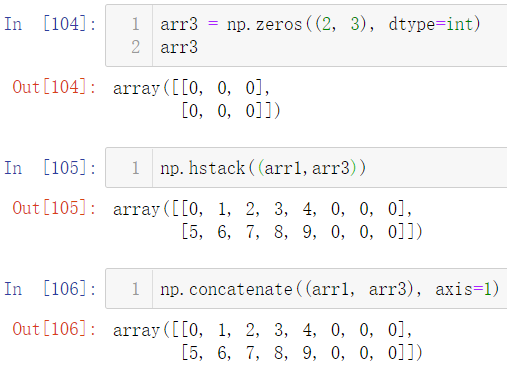 In [104]: 1 arr3 = np.zeros((2, 3), dtype=int)
2 arr3
Out[104]: array([[0, 0, 0],
[0, 0, 0]])
In [105]: 1 np.hstack((arr1,arr3))
Out[105]: array([[0, 1, 2, 3, 4, 0, 0, 0],
[5, 6, 7, 8, 9, 0, 0, 0]])
In [106]: 1 np.concatenate((arr1, arr3), axis=1)
Out[106]: array([[0, 1, 2, 3, 4, 0, 0, 0],
[5, 6, 7, 8, 9, 0, 0, 0]])